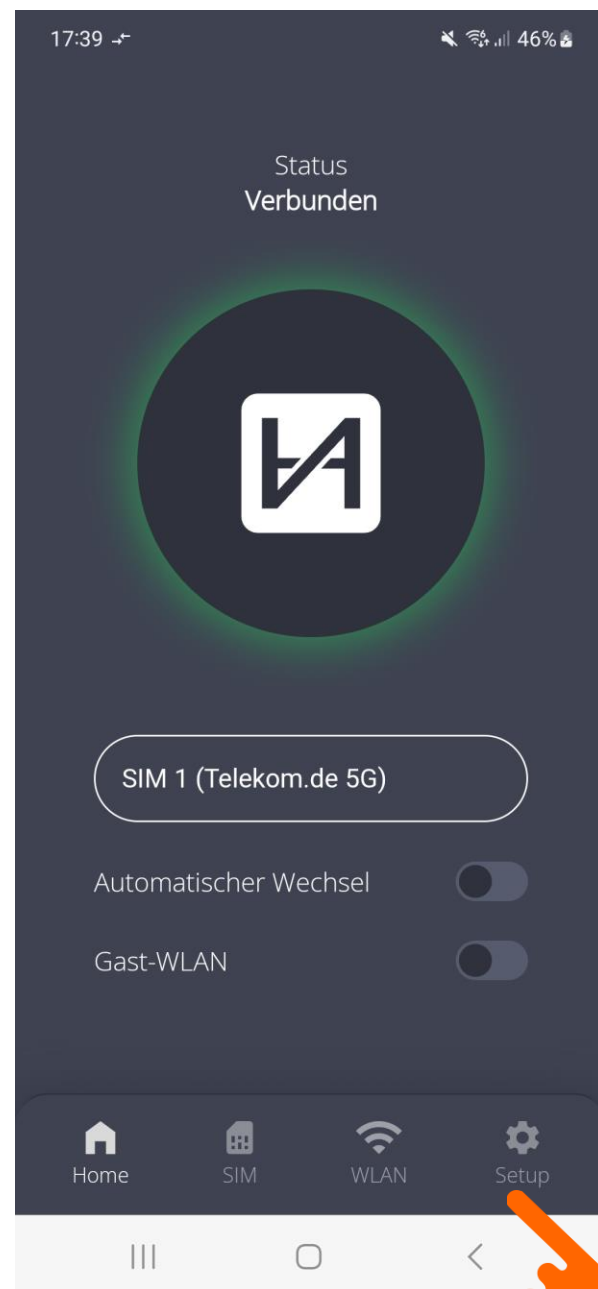 17:39
46%
Status
Verbunden
SIM 1 (Telekom.de 5G)
Automatischer Wechsel
Gast-WLAN
Home SIM WLAN Setup